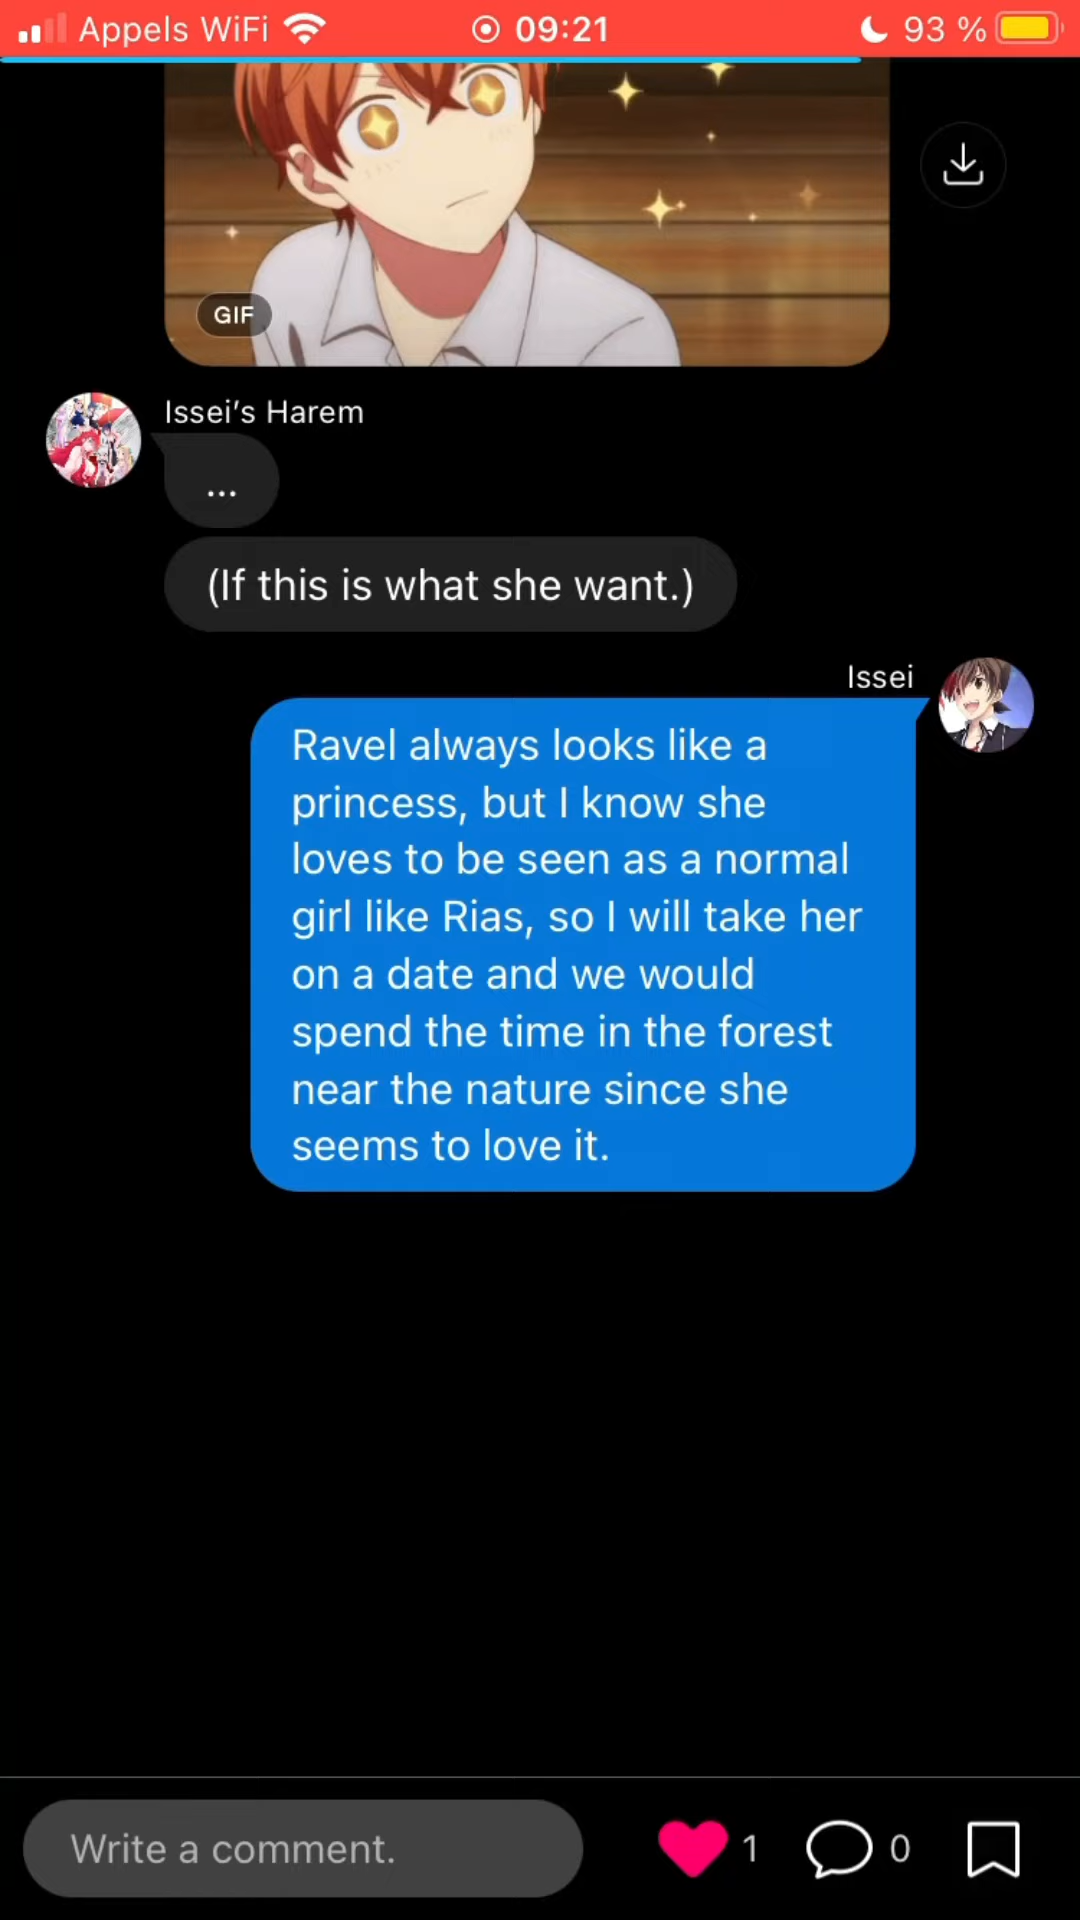 Appels WiFi 09:21 93 %
GIF
Issei’s Harem
...
(If this is what she want.)
Issei
Ravel always looks like a
princess, but I know she
loves to be seen as a normal
girl like Rias, so I will take her
on a date and we would
spend the time in the forest
near the nature since she
seems to love it.
Write a comment. 1 0